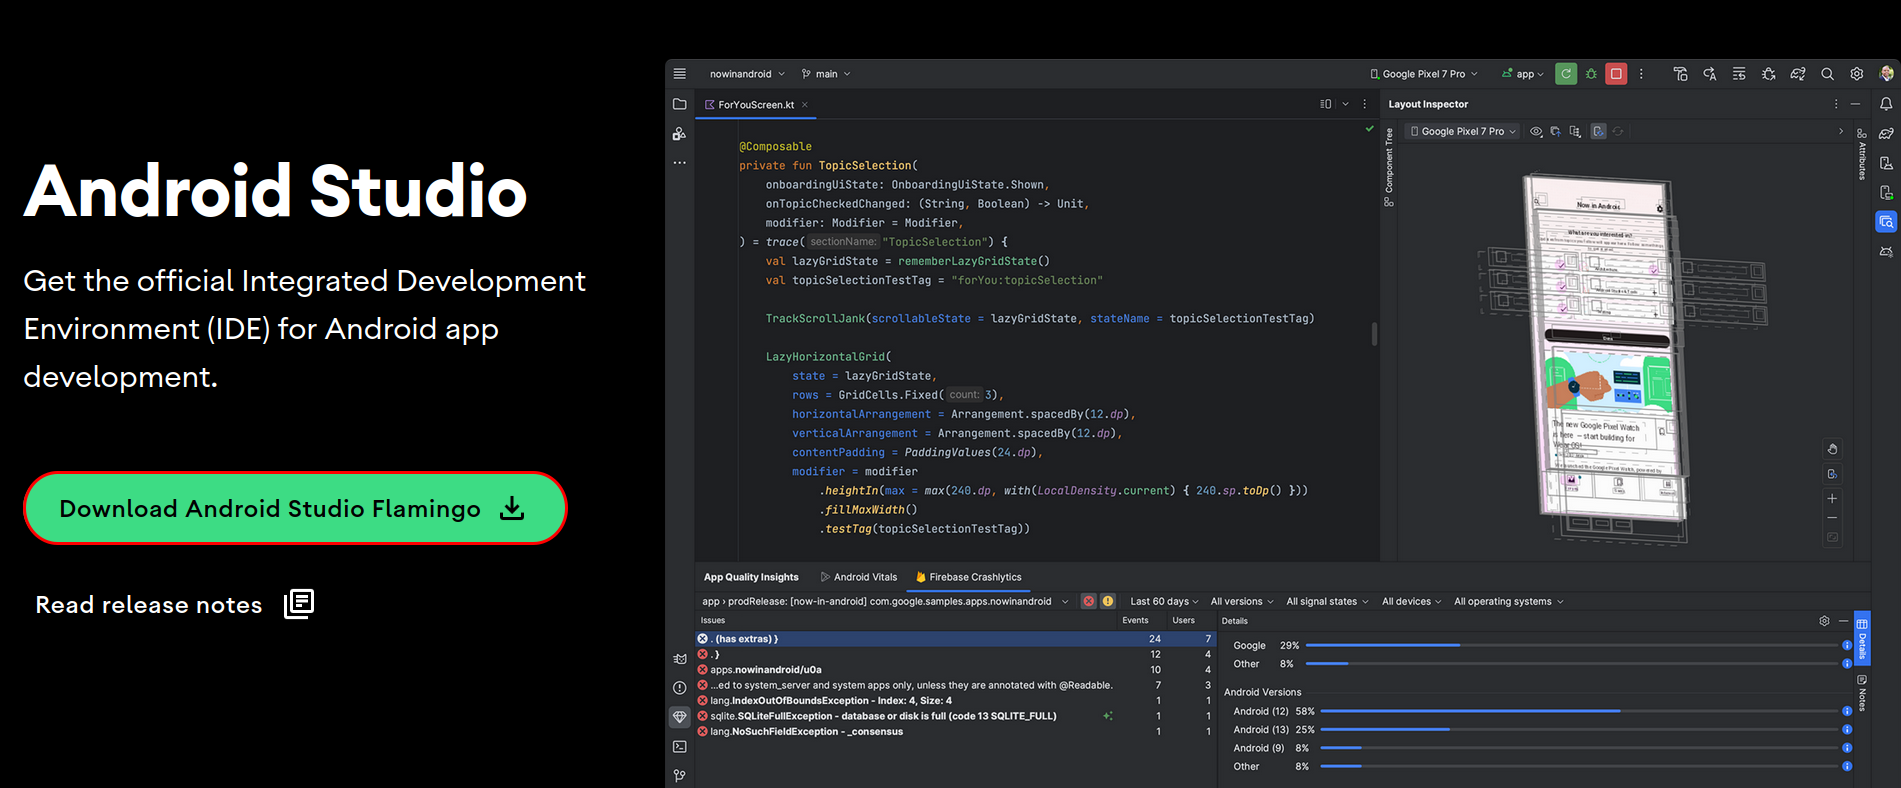 Android Studio
Get the official Integrated Development
Environment (IDE) for Android app
development.
Download Android Studio Flamingo
Read release notes
nowinandroid
main
Google Pixel 7 Pro
app
ForYouScreen.kt
@Composable
private fun TopicSelection(
onboardingUiState: OnboardingUiState.Shown,
onTopicCheckedChanged: (String, Boolean) -> Unit,
modifier: Modifier = Modifier,
) = trace( sectionName: "TopicSelection") {
val lazyGridState = rememberLazyGridState()
val topicSelectionTestTag = "forYou:topicSelection"
TrackScrollJank(scrollableState = lazyGridState, stateName = topicSelectionTestTag)
LazyHorizontalGrid(
state = lazyGridState,
rows = GridCells.Fixed( count: 3),
horizontalArrangement = Arrangement.spacedBy(12.dp),
verticalArrangement = Arrangement.spacedBy(12.dp),
contentPadding = PaddingValues(24.dp),
modifier = modifier
.heightIn(max = max(240.dp, with(LocalDensity.current) { 240.sp.toDp() }))
.fillMaxWidth()
.testTag(topicSelectionTestTag))
Layout Inspector
Google Pixel 7 Pro
Component Tree
Attributes
Now in Android
What are you interested in?
The new Google Pixel Watch
is here – start building for
Wear OS!
App Quality Insights
Android Vitals
Firebase Crashlytics
app › prodRelease: [now-in-android] com.google.samples.apps.nowinandroid
Last 60 days
All versions
All signal states
All devices
All operating systems
Issues Events Users
. (has extras) } 24 7
. } 12 4
apps.nowinandroid/u0a 10 4
...ed to system_server and system apps only, unless they are annotated with @Readable. 7 3
lang.IndexOutOfBoundsException - Index: 4, Size: 4 1 1
sqlite.SQLiteFullException - database or disk is full (code 13 SQLITE_FULL) 1 1
lang.NoSuchFieldException - _consensus 1 1
Details
Google 29%
Other 8%
Android Versions
Android (12) 58%
Android (13) 25%
Android (9) 8%
Other 8%
Details
Notes